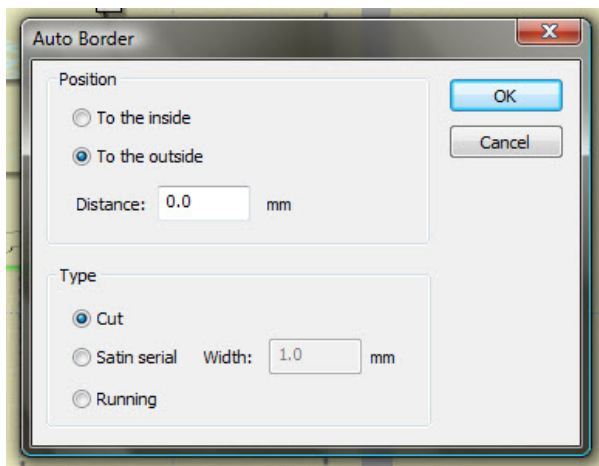 Auto Border
Position
To the inside
To the outside
Distance: 0.0 mm
OK
Cancel
Type
Cut
Satin serial Width: 1.0 mm
Running